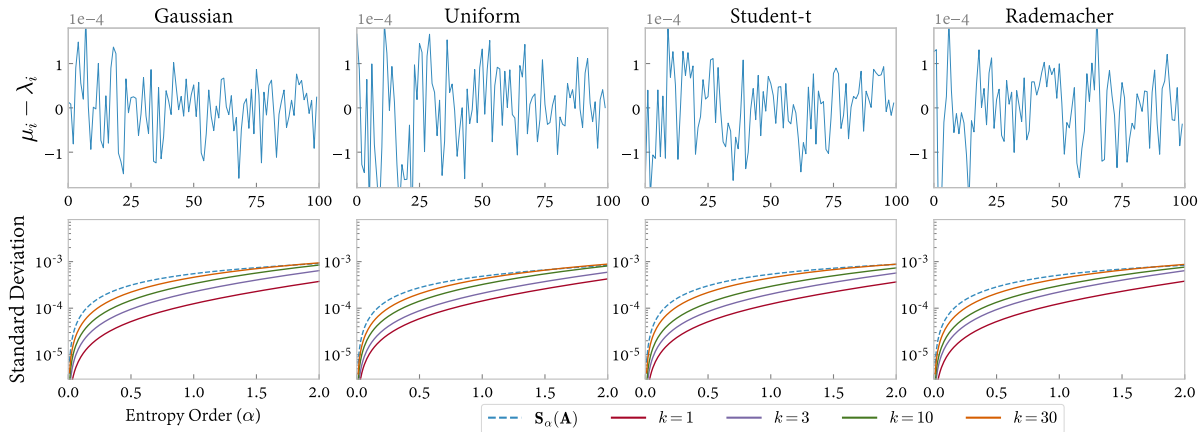 Gaussian Uniform Student-t Rademacher
1e−4 1e−4 1e−4 1e−4
μᵢ − λᵢ
1 1 1 1
0 0 0 0
−1 −1 −1 −1
0 25 50 75 100 0 25 50 75 100 0 25 50 75 100 0 25 50 75 100
Standard Deviation
10⁻³ 10⁻³ 10⁻³ 10⁻³
10⁻⁴ 10⁻⁴ 10⁻⁴ 10⁻⁴
10⁻⁵ 10⁻⁵ 10⁻⁵ 10⁻⁵
0.0 0.5 1.0 1.5 2.0 0.0 0.5 1.0 1.5 2.0 0.0 0.5 1.0 1.5 2.0 0.0 0.5 1.0 1.5 2.0
Entropy Order (α)
S_α(A) k = 1 k = 3 k = 10 k = 30